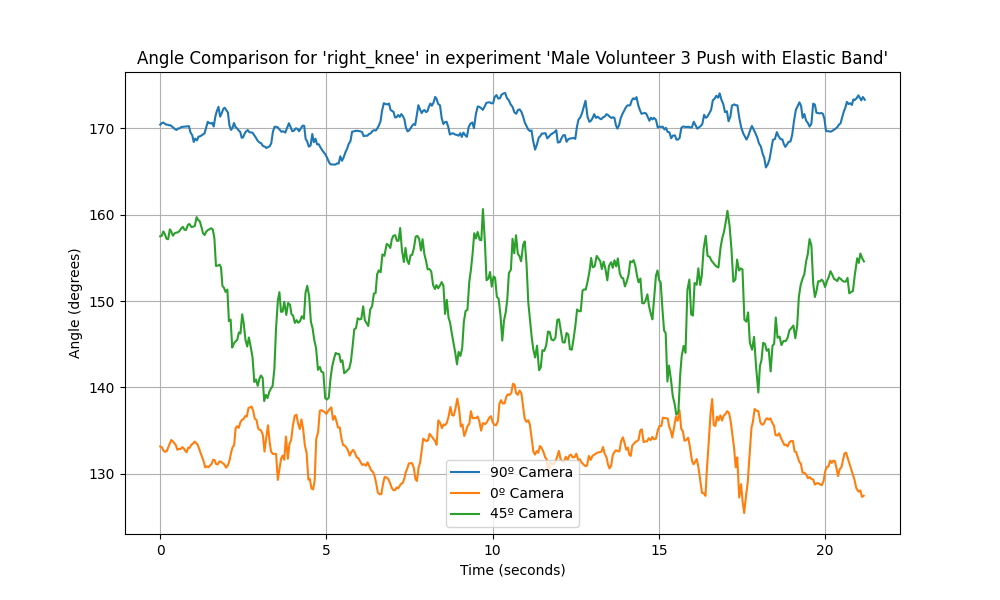 Angle Comparison for 'right_knee' in experiment 'Male Volunteer 3 Push with Elastic Band'
170
160
150
140
130
Angle (degrees)
90º Camera
0º Camera
45º Camera
0 5 10 15 20
Time (seconds)